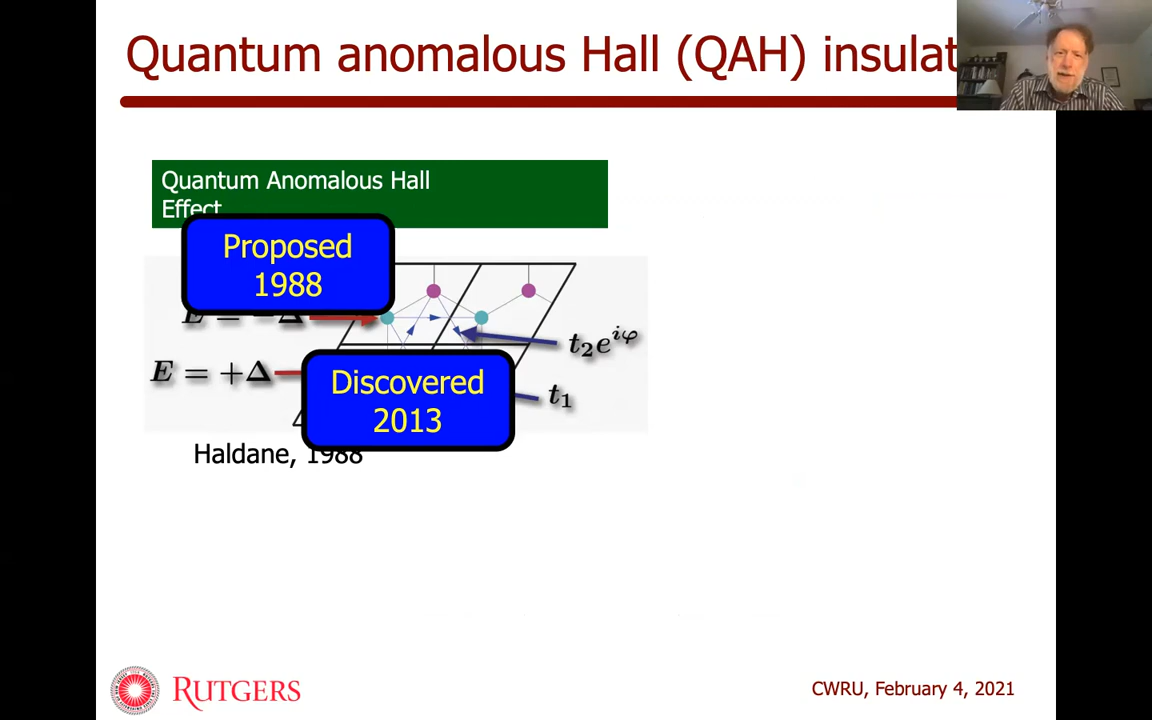 Quantum anomalous Hall (QAH) insulat
Quantum Anomalous Hall
Effect
Proposed
1988
E = −Δ
t₂e^{iφ}
E = +Δ
Discovered
2013
t₁
Haldane, 1988
RUTGERS
CWRU, February 4, 2021